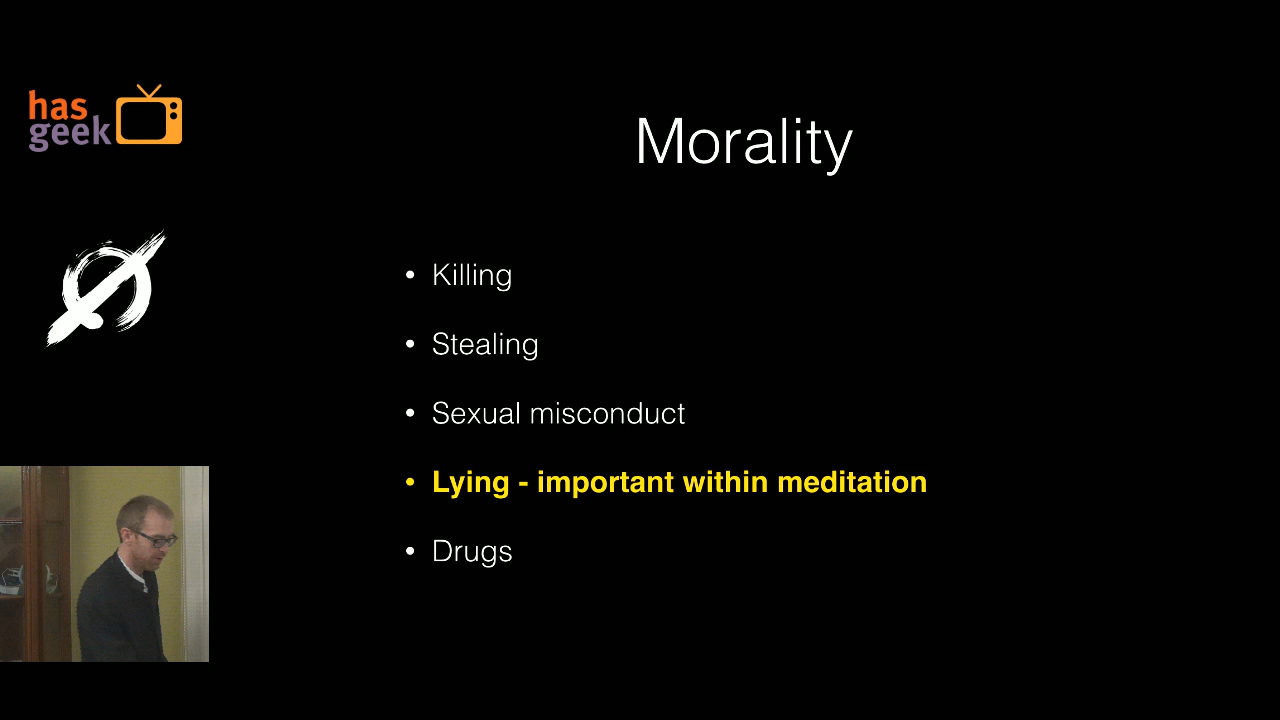 has
geek
Morality
• Killing
• Stealing
• Sexual misconduct
• Lying - important within meditation
• Drugs